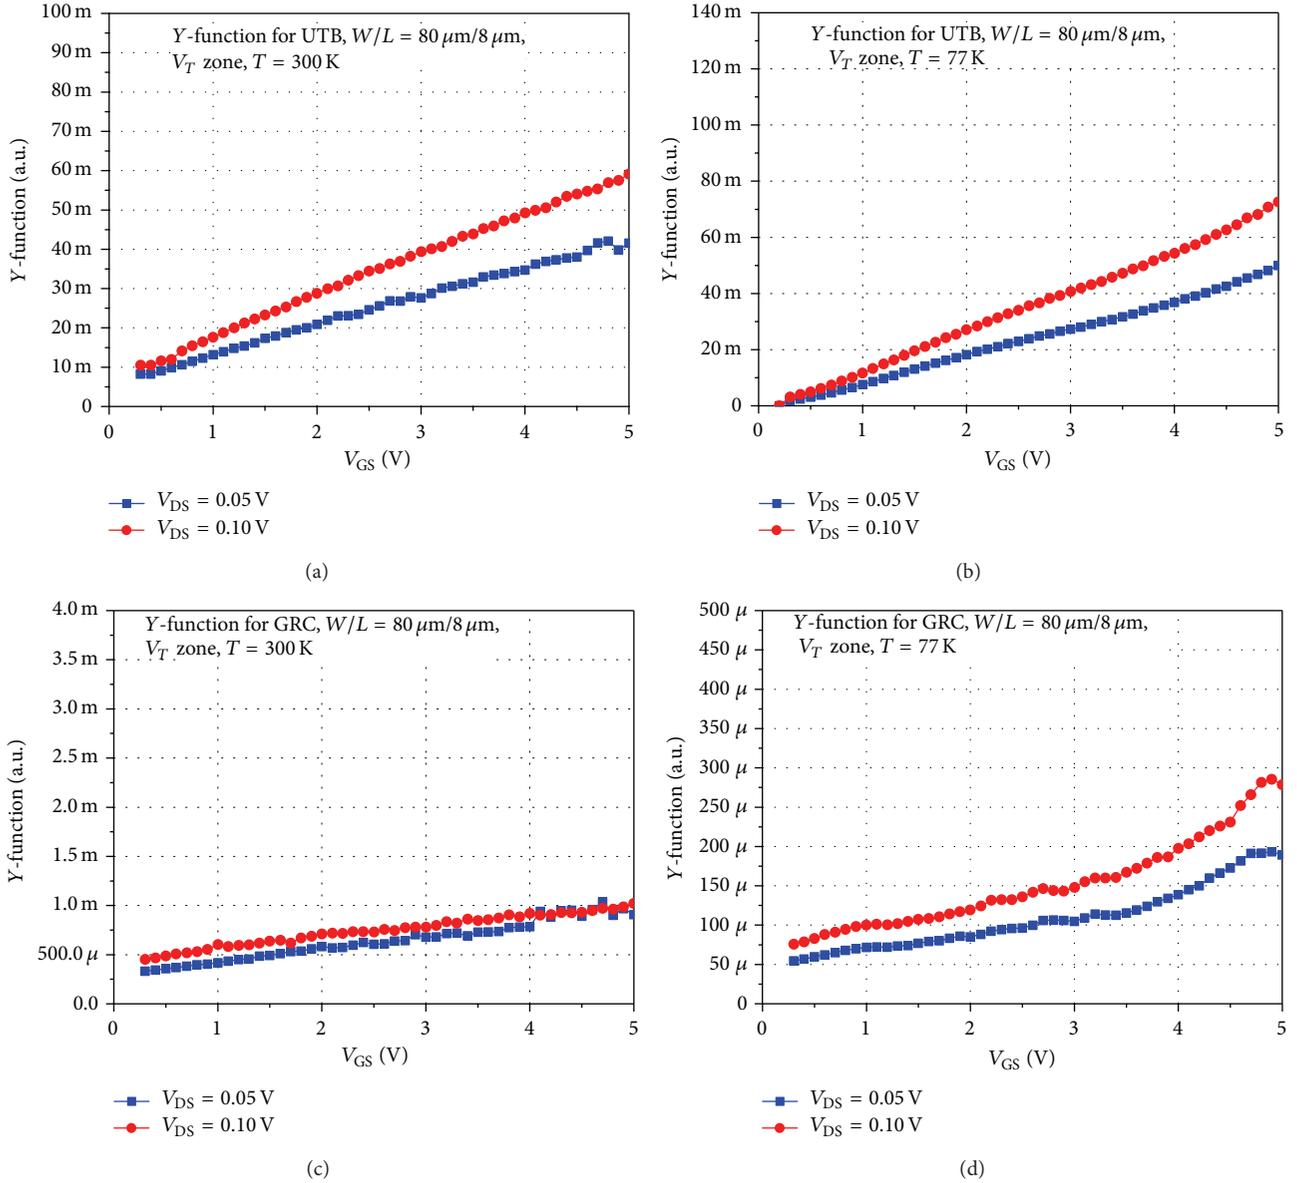 Y-function for UTB, W/L = 80 μm/8 μm,
V_T zone, T = 300 K
Y-function (a.u.)
100 m
90 m
80 m
70 m
60 m
50 m
40 m
30 m
20 m
10 m
0
0 1 2 3 4 5
V_GS (V)
V_DS = 0.05 V
V_DS = 0.10 V
(a)
Y-function for UTB, W/L = 80 μm/8 μm,
V_T zone, T = 77 K
Y-function (a.u.)
140 m
120 m
100 m
80 m
60 m
40 m
20 m
0
0 1 2 3 4 5
V_GS (V)
V_DS = 0.05 V
V_DS = 0.10 V
(b)
Y-function for GRC, W/L = 80 μm/8 μm,
V_T zone, T = 300 K
Y-function (a.u.)
4.0 m
3.5 m
3.0 m
2.5 m
2.0 m
1.5 m
1.0 m
500.0 μ
0.0
0 1 2 3 4 5
V_GS (V)
V_DS = 0.05 V
V_DS = 0.10 V
(c)
Y-function for GRC, W/L = 80 μm/8 μm,
V_T zone, T = 77 K
Y-function (a.u.)
500 μ
450 μ
400 μ
350 μ
300 μ
250 μ
200 μ
150 μ
100 μ
50 μ
0
0 1 2 3 4 5
V_GS (V)
V_DS = 0.05 V
V_DS = 0.10 V
(d)